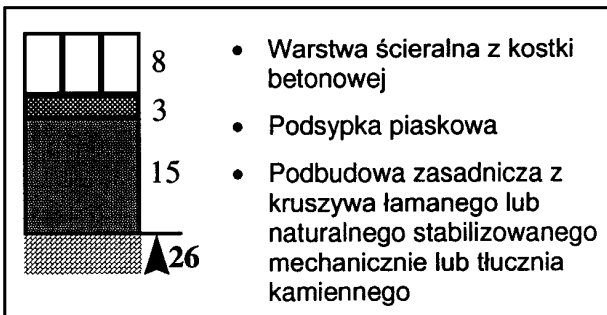 8
3
15
26
• Warstwa ścieralna z kostki
betonowej
• Podsypka piaskowa
• Podbudowa zasadnicza z
kruszywa łamanego lub
naturalnego stabilizowanego
mechanicznie lub tłucznia
kamiennego